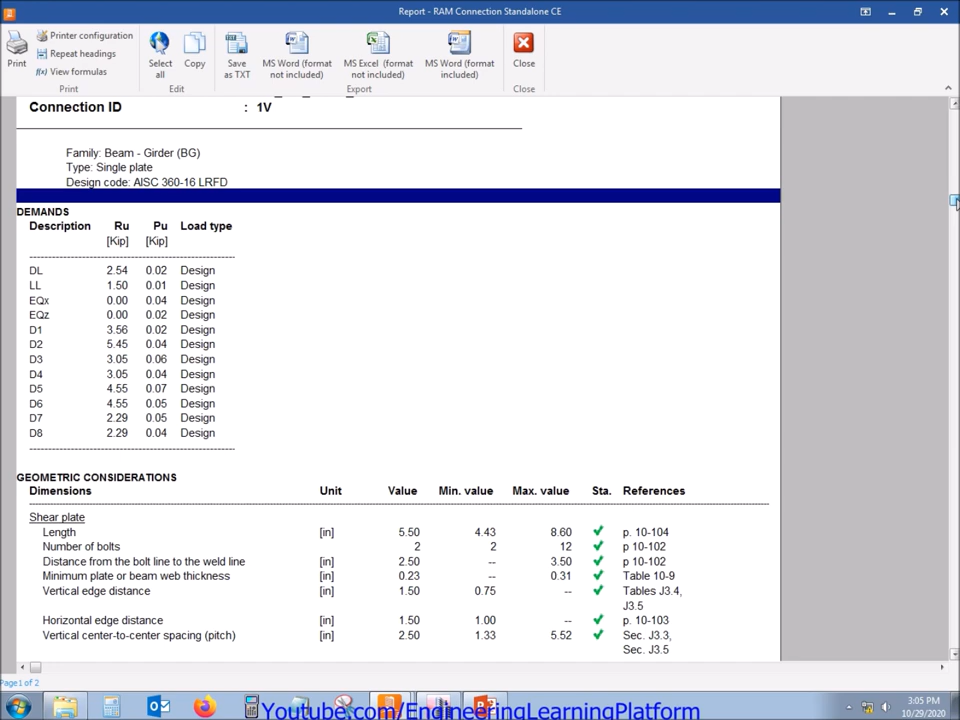 Report - RAM Connection Standalone CE
Print
Printer configuration
Repeat headings
f(x) View formulas
Print
Select all
Copy
Edit
Save as TXT
MS Word (format not included)
MS Excel (format not included)
MS Word (format included)
Export
Close
Close
Connection ID : 1V
Family: Beam - Girder (BG)
Type: Single plate
Design code: AISC 360-16 LRFD
DEMANDS
Description Ru Pu Load type
[Kip] [Kip]
DL 2.54 0.02 Design
LL 1.50 0.01 Design
EQx 0.00 0.04 Design
EQz 0.00 0.02 Design
D1 3.56 0.02 Design
D2 5.45 0.04 Design
D3 3.05 0.06 Design
D4 3.05 0.04 Design
D5 4.55 0.07 Design
D6 4.55 0.05 Design
D7 2.29 0.05 Design
D8 2.29 0.04 Design
GEOMETRIC CONSIDERATIONS
Dimensions Unit Value Min. value Max. value Sta. References
Shear plate
Length [in] 5.50 4.43 8.60 p. 10-104
Number of bolts 2 2 12 p 10-102
Distance from the bolt line to the weld line [in] 2.50 -- 3.50 p 10-102
Minimum plate or beam web thickness [in] 0.23 -- 0.31 Table 10-9
Vertical edge distance [in] 1.50 0.75 -- Tables J3.4,
J3.5
Horizontal edge distance [in] 1.50 1.00 -- p. 10-103
Vertical center-to-center spacing (pitch) [in] 2.50 1.33 5.52 Sec. J3.3,
Sec. J3.5
Page1 of 2
Youtube.com/EngineeringLearningPlatform
3:05 PM
10/29/2020